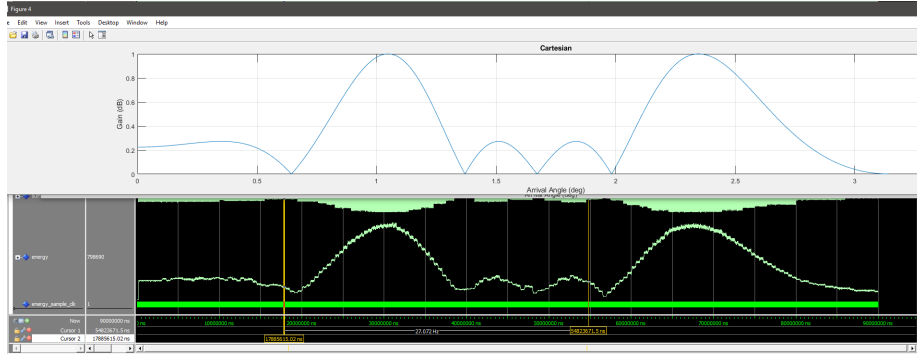 Figure 4
Edit View Insert Tools Desktop Window Help
Cartesian
Gain (dB)
1
0.8
0.6
0.4
0.2
0
0 0.5 1 1.5 2 2.5 3
Arrival Angle (deg)
energy 798690
energy_sample_clk 1
Now 90000000 ns
Cursor 1 54823671.5 ns
Cursor 2 17885615.02 ns
10000000 ns 20000000 ns 30000000 ns 40000000 ns 50000000 ns 60000000 ns 70000000 ns 80000000 ns 90000000 ns
27.072 Hz
54823671.5 ns
17885615.02 ns